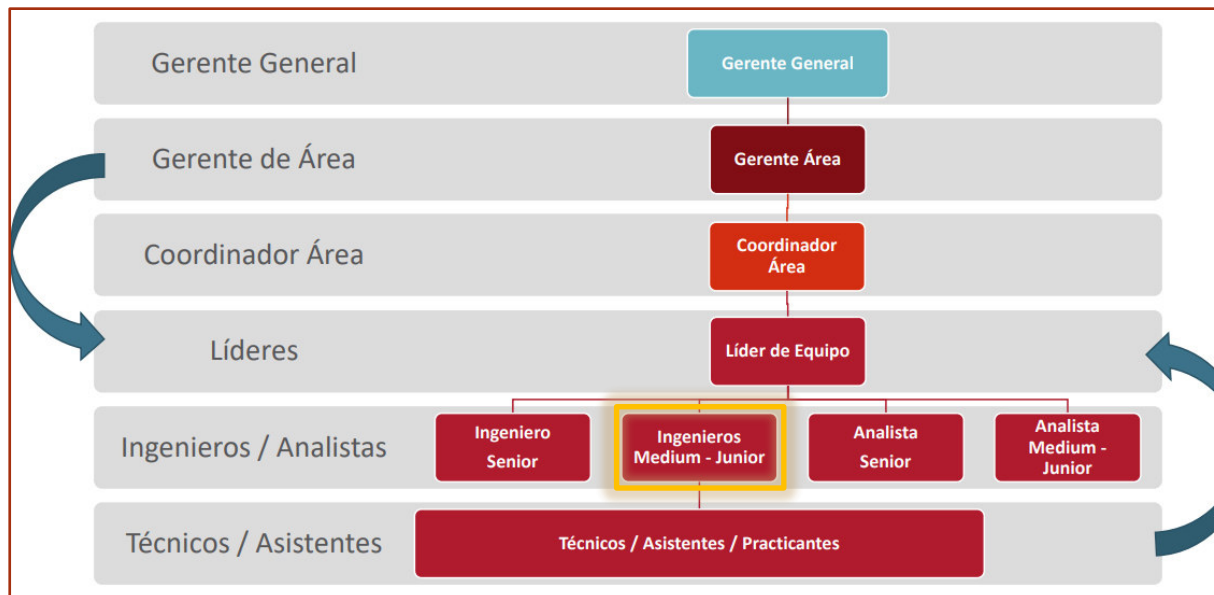 Gerente General
Gerente General
Gerente de Área
Gerente Área
Coordinador Área
Coordinador
Área
Líderes
Líder de Equipo
Ingenieros / Analistas
Ingeniero
Senior
Ingenieros
Medium - Junior
Analista
Senior
Analista
Medium -
Junior
Técnicos / Asistentes
Técnicos / Asistentes / Practicantes